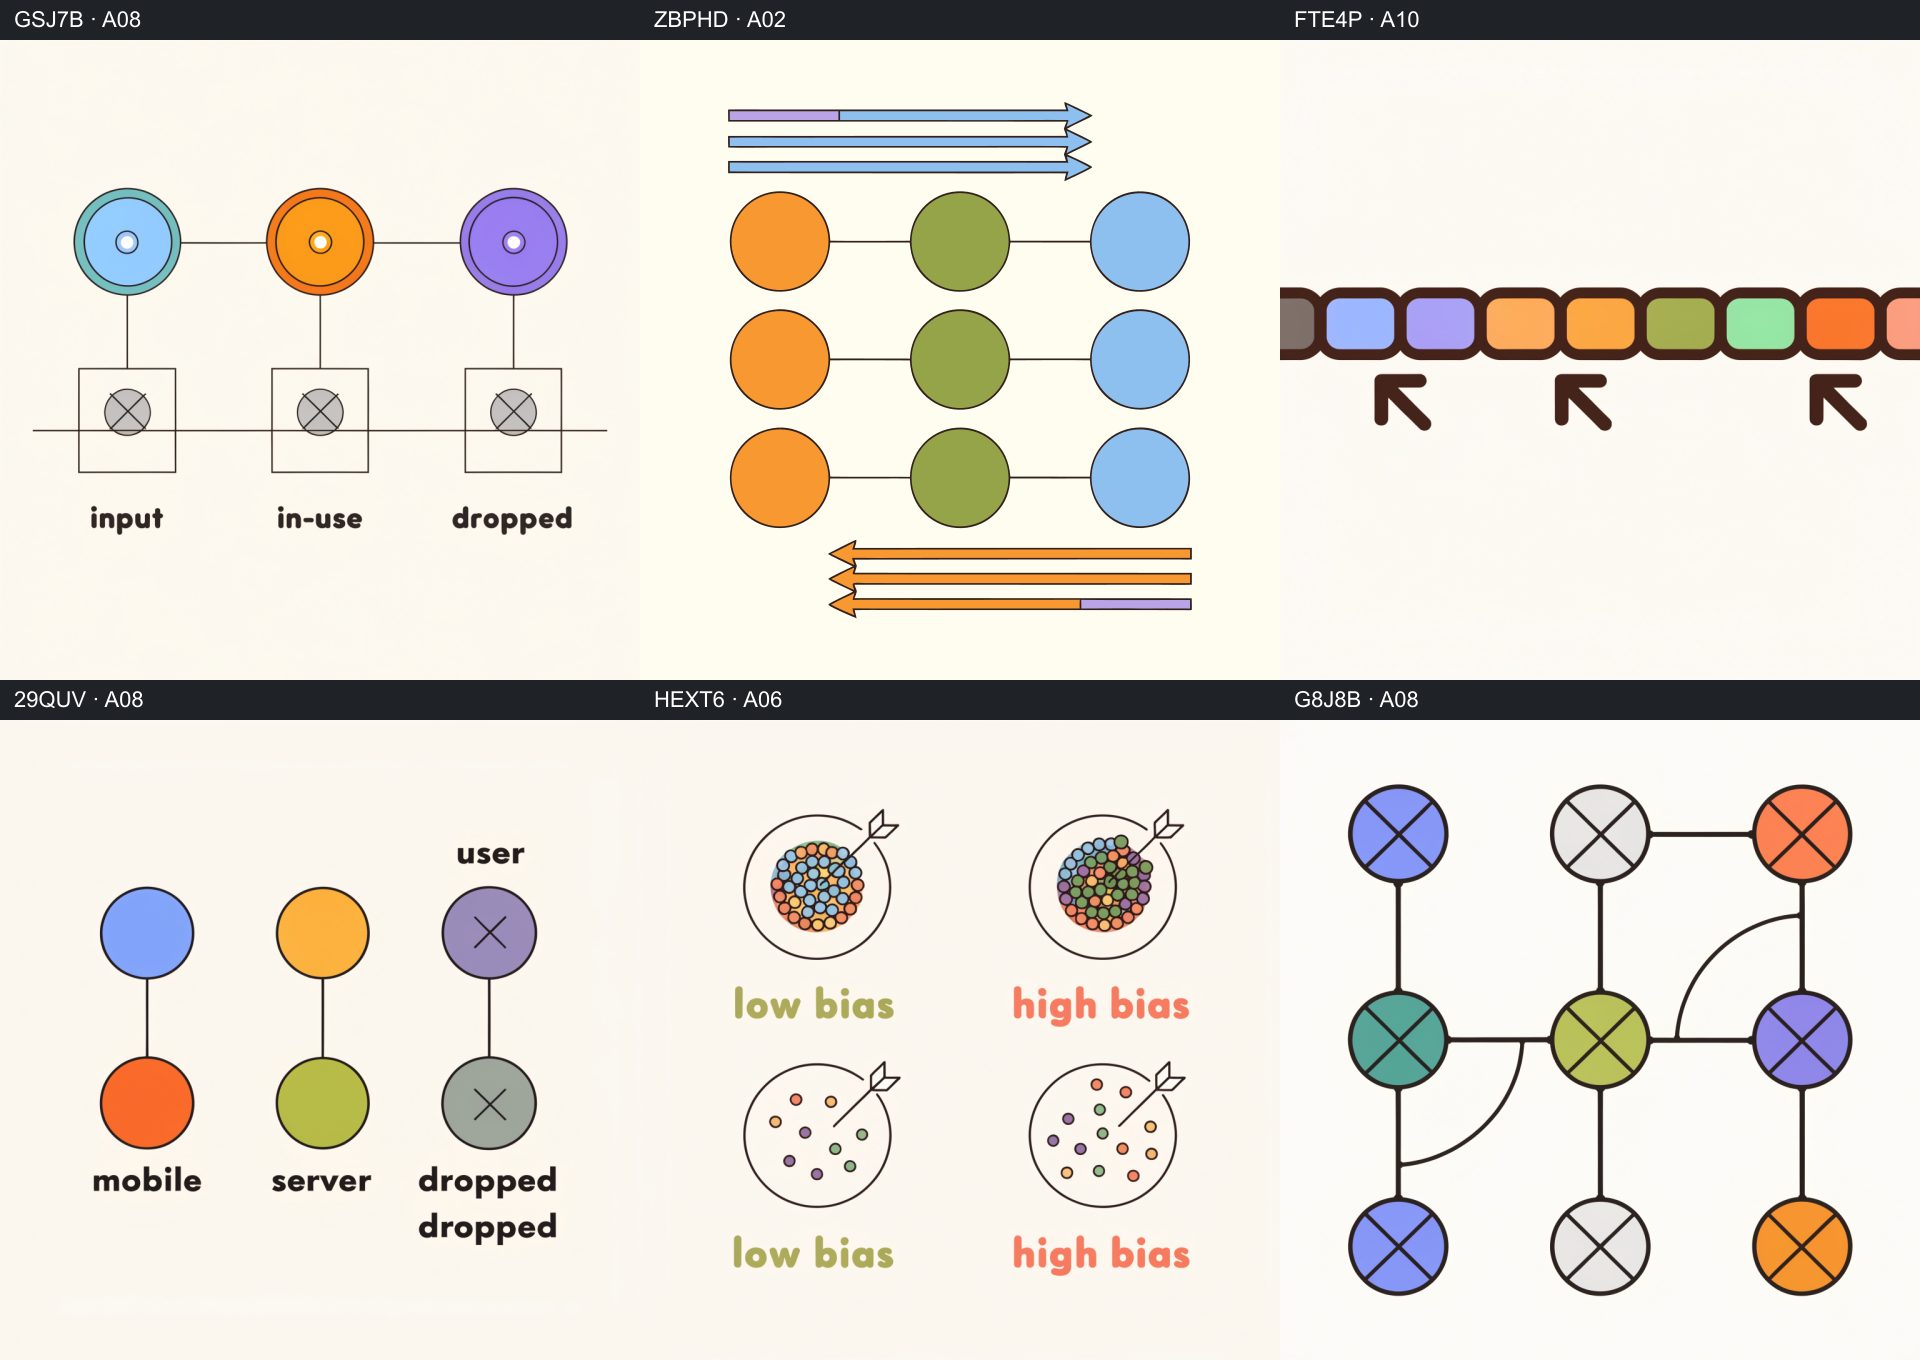 GSJ7B · A08
ZBPHD · A02
FTE4P · A10
input in-use dropped
29QUV · A08
HEXT6 · A06
G8J8B · A08
user
mobile server dropped
dropped
low bias high bias
low bias high bias